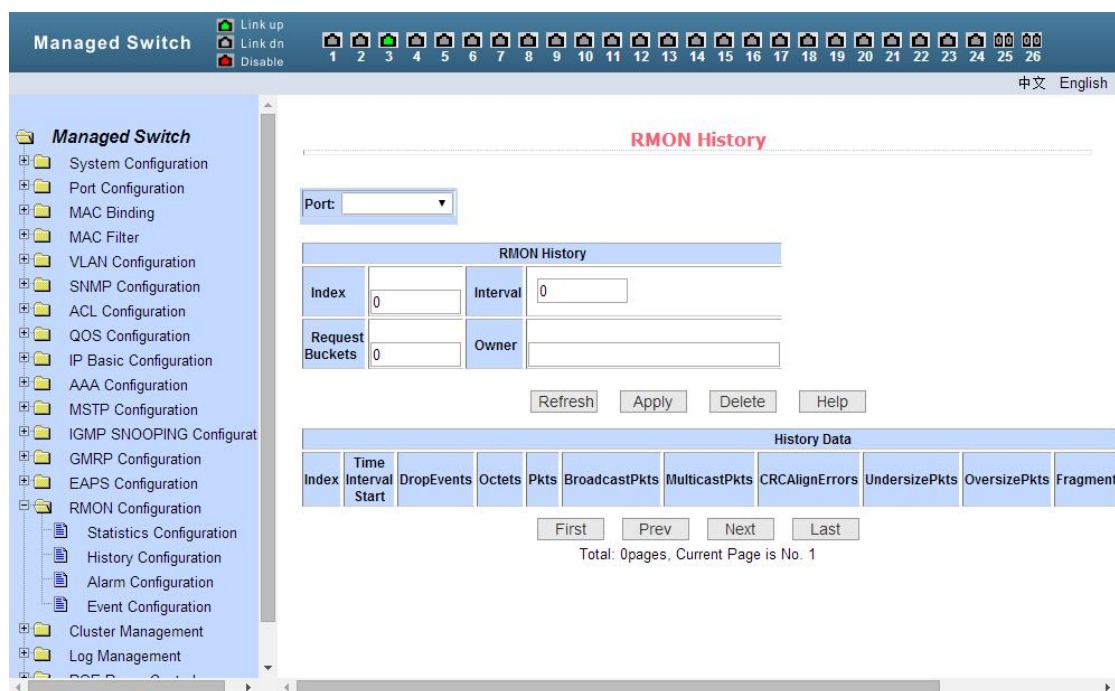 Managed Switch
Link up
Link dn
Disable
1 2 3 4 5 6 7 8 9 10 11 12 13 14 15 16 17 18 19 20 21 22 23 24 25 26
中文 English
Managed Switch
System Configuration
Port Configuration
MAC Binding
MAC Filter
VLAN Configuration
SNMP Configuration
ACL Configuration
QOS Configuration
IP Basic Configuration
AAA Configuration
MSTP Configuration
IGMP SNOOPING Configurat
GMRP Configuration
EAPS Configuration
RMON Configuration
Statistics Configuration
History Configuration
Alarm Configuration
Event Configuration
Cluster Management
Log Management
RMON History
Port:
RMON History
Index 0 Interval 0
Request Buckets 0 Owner
Refresh Apply Delete Help
History Data
Index Time Interval Start DropEvents Octets Pkts BroadcastPkts MulticastPkts CRCAlignErrors UndersizePkts OversizePkts Fragment
First Prev Next Last
Total: 0pages, Current Page is No. 1